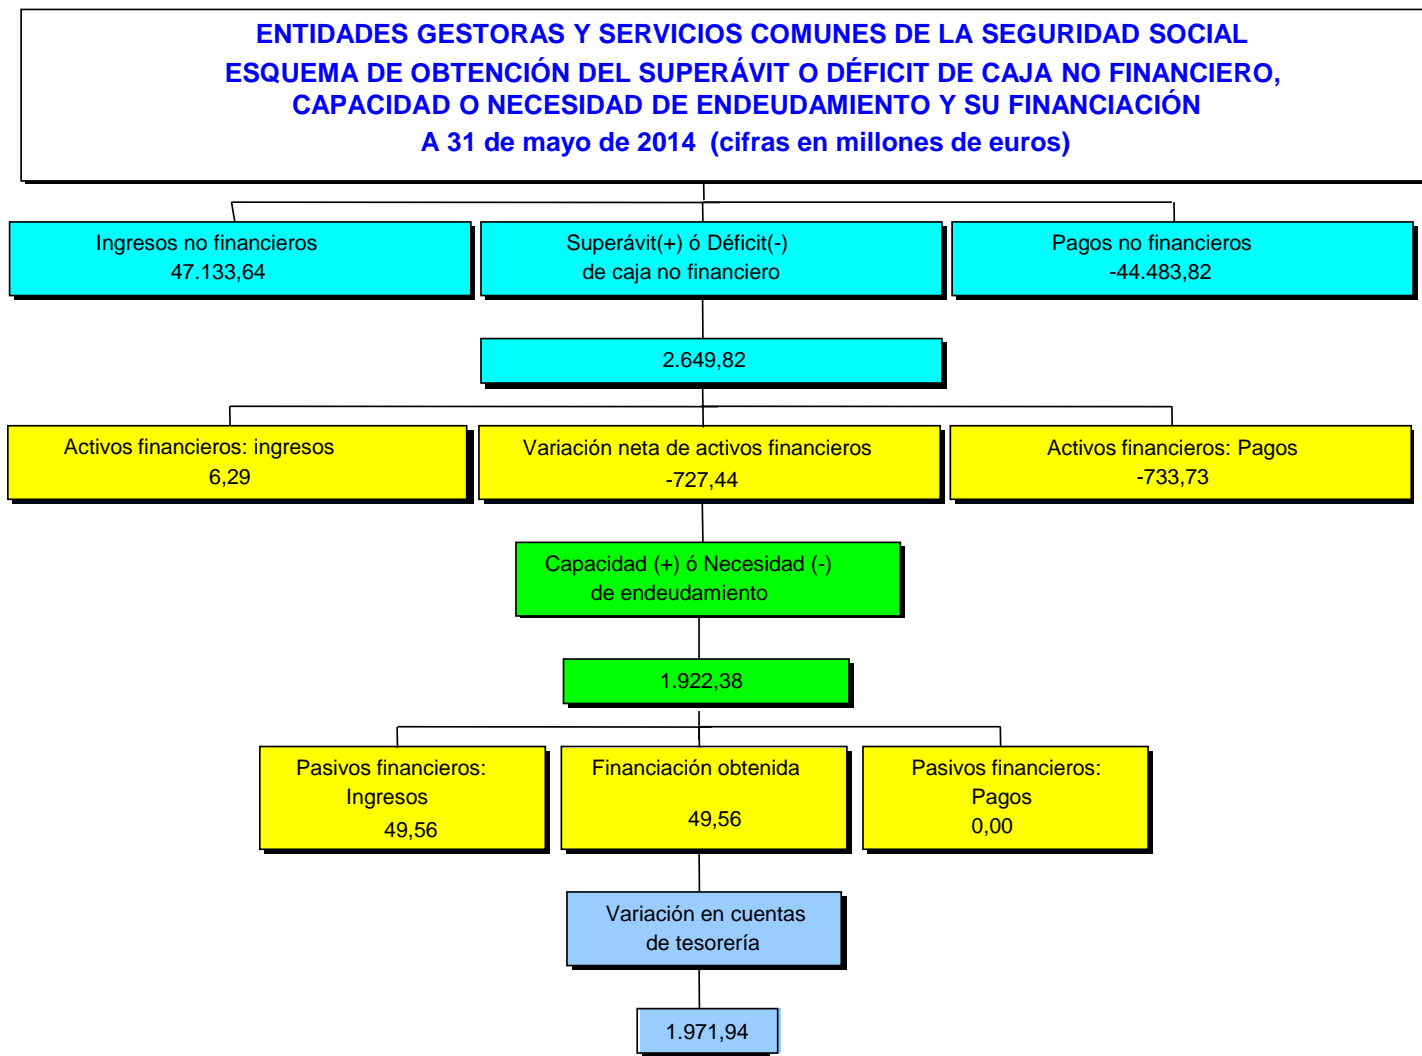 ENTIDADES GESTORAS Y SERVICIOS COMUNES DE LA SEGURIDAD SOCIAL
ESQUEMA DE OBTENCIÓN DEL SUPERÁVIT O DÉFICIT DE CAJA NO FINANCIERO,
CAPACIDAD O NECESIDAD DE ENDEUDAMIENTO Y SU FINANCIACIÓN
A 31 de mayo de 2014 (cifras en millones de euros)
Ingresos no financieros
47.133,64
Superávit(+) ó Déficit(-)
de caja no financiero
Pagos no financieros
-44.483,82
2.649,82
Activos financieros: ingresos
6,29
Variación neta de activos financieros
-727,44
Activos financieros: Pagos
-733,73
Capacidad (+) ó Necesidad (-)
de endeudamiento
1.922,38
Pasivos financieros:
Ingresos
49,56
Financiación obtenida
49,56
Pasivos financieros:
Pagos
0,00
Variación en cuentas
de tesorería
1.971,94